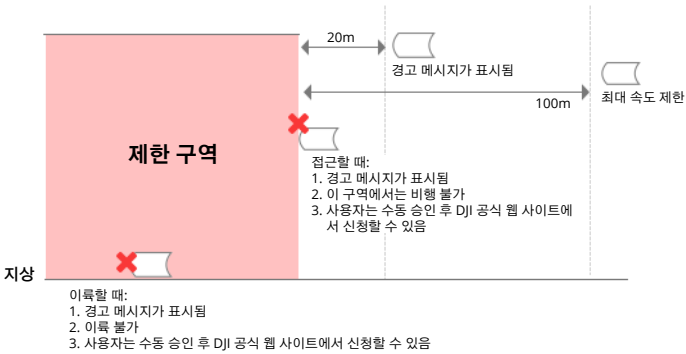 20m
경고 메시지가 표시됨
최대 속도 제한
100m
제한 구역
접근할 때:
1. 경고 메시지가 표시됨
2. 이 구역에서는 비행 불가
3. 사용자는 수동 승인 후 DJI 공식 웹 사이트에
서 신청할 수 있음
지상
이륙할 때:
1. 경고 메시지가 표시됨
2. 이륙 불가
3. 사용자는 수동 승인 후 DJI 공식 웹 사이트에서 신청할 수 있음